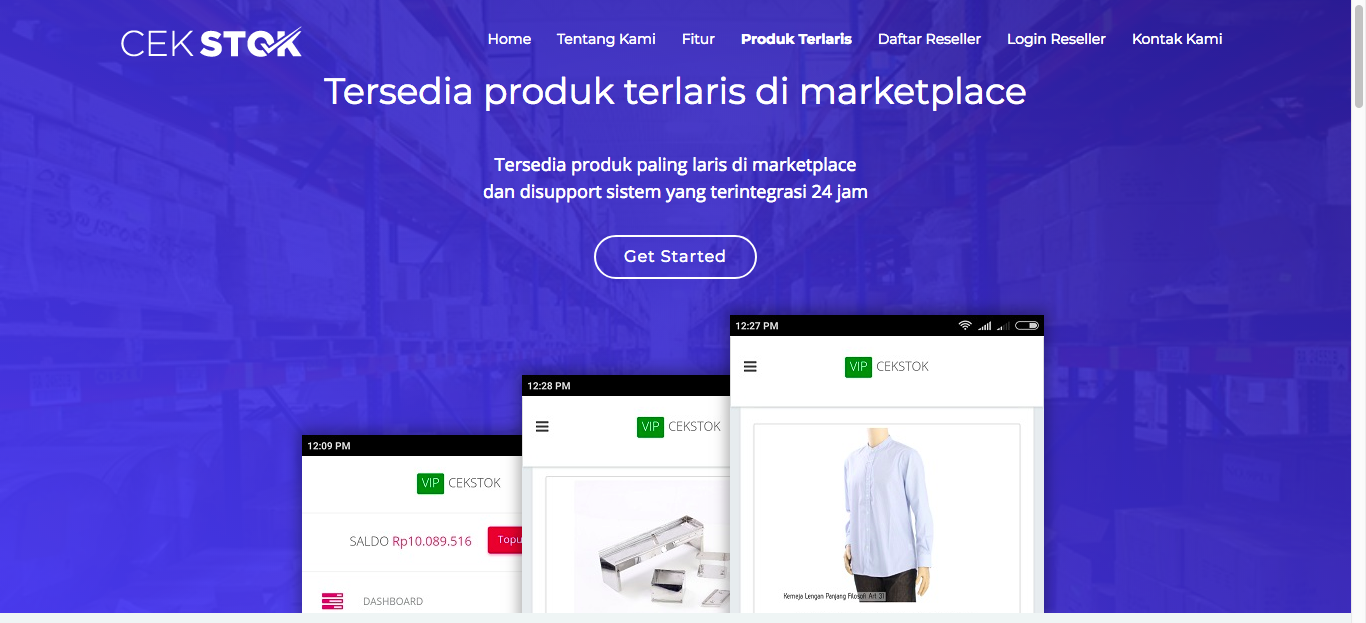 CEK STOK
Home Tentang Kami Fitur Produk Terlaris Daftar Reseller Login Reseller Kontak Kami
Tersedia produk terlaris di marketplace
Tersedia produk paling laris di marketplace
dan disupport sistem yang terintegrasi 24 jam
Get Started
12:27 PM
VIP CEKSTOK
Kemeja Lengan Panjang Filosoft Art 31
12:28 PM
VIP CEKSTOK
12:09 PM
VIP CEKSTOK
SALDO Rp10.089.516 Topu
DASHBOARD